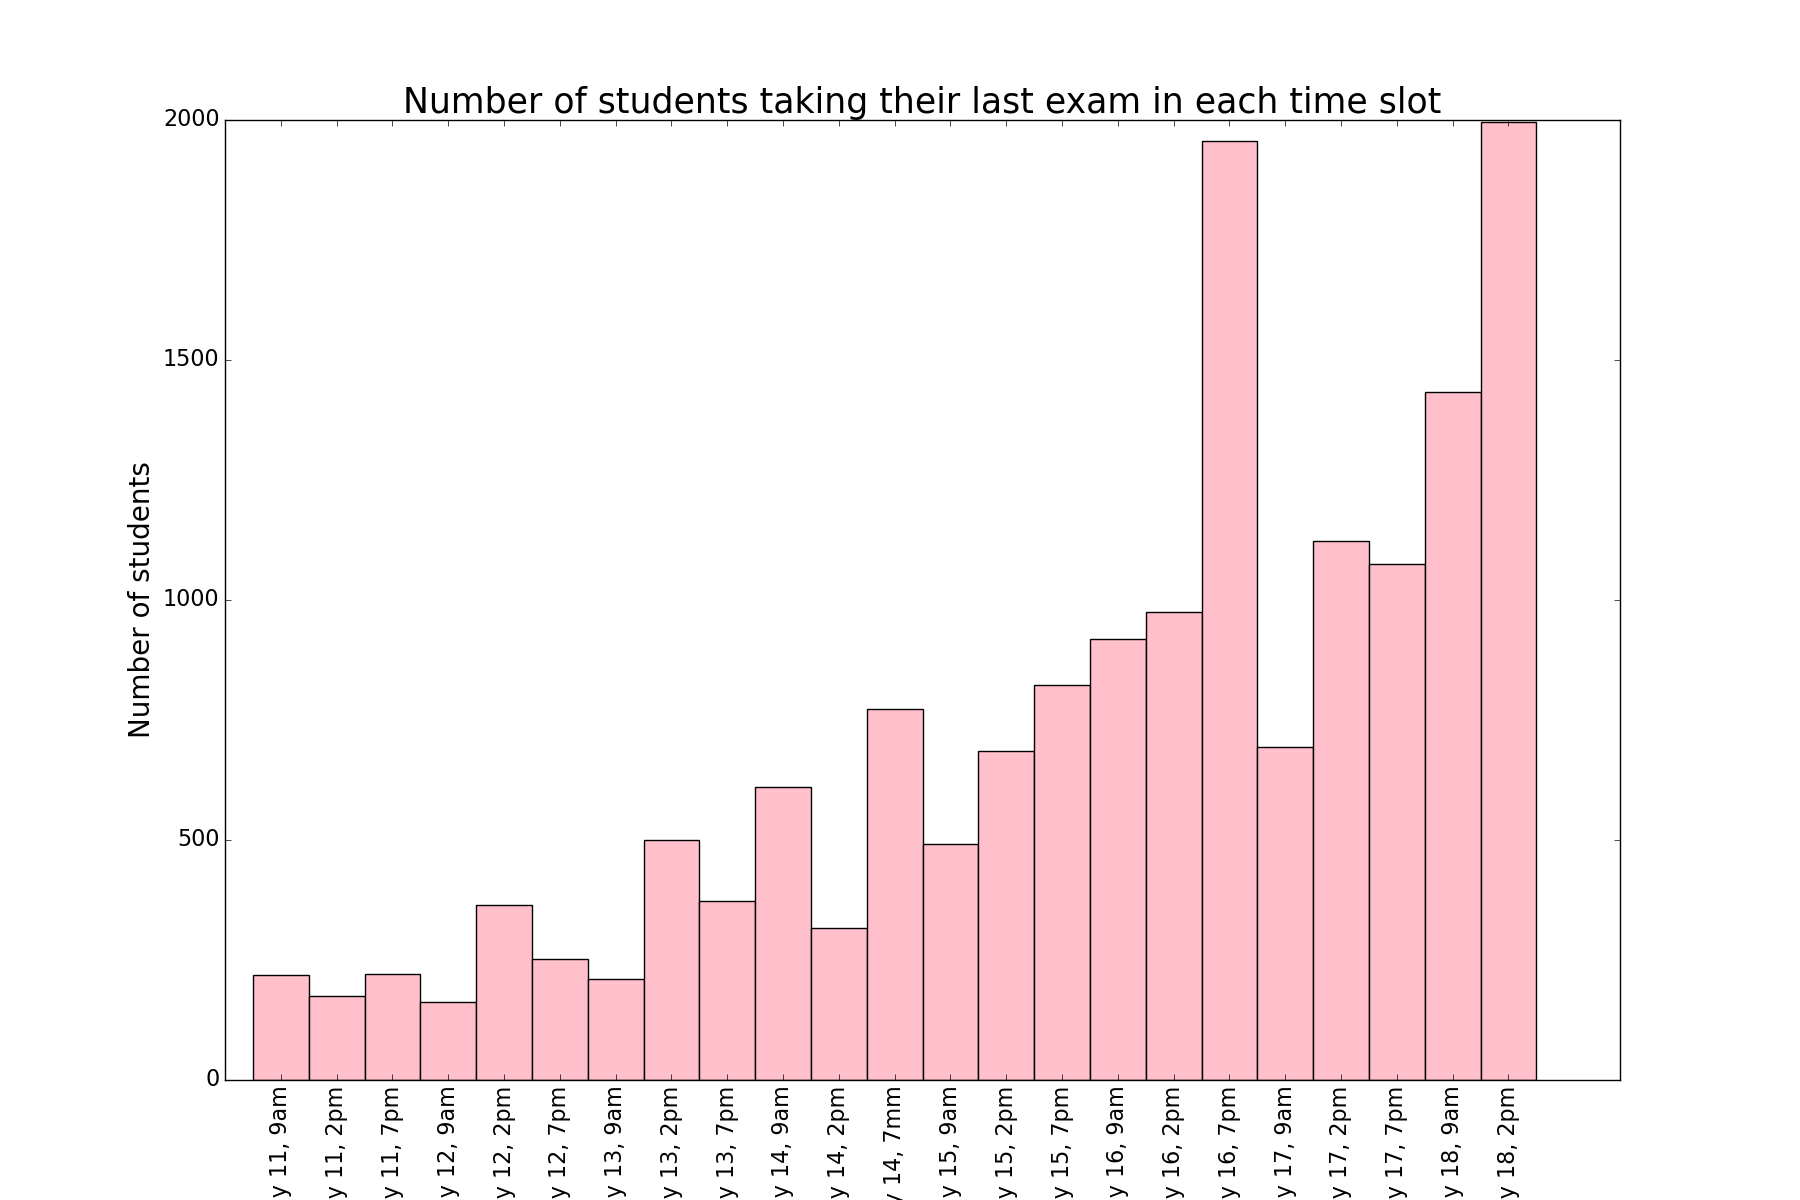 Number of students taking their last exam in each time slot
Number of students
2000
1500
1000
500
0
y 11, 9am
y 11, 2pm
y 11, 7pm
y 12, 9am
y 12, 2pm
y 12, 7pm
y 13, 9am
y 13, 2pm
y 13, 7pm
y 14, 9am
y 14, 2pm
y 14, 7mm
y 15, 9am
y 15, 2pm
y 15, 7pm
y 16, 9am
y 16, 2pm
y 16, 7pm
y 17, 9am
y 17, 2pm
y 17, 7pm
y 18, 9am
y 18, 2pm